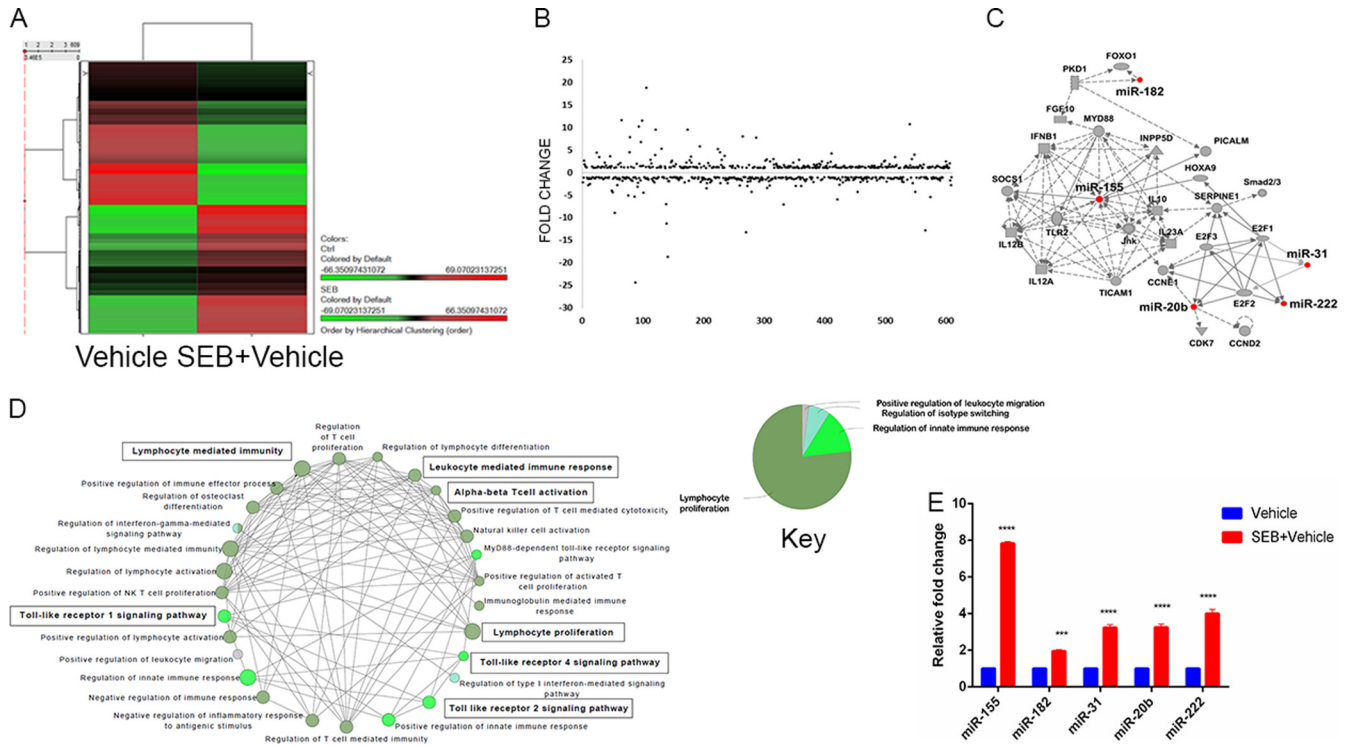 A
1 2 2 3 609
3.46E5 0
Colors:
Ctrl
Colored by Default
-66.35097431072 69.07023137251
SEB
Colored by Default
-69.07023137251 66.35097431072
Order by Hierarchical Clustering (order)
Vehicle SEB+Vehicle
B
FOLD CHANGE
25
20
15
10
5
0
-5
-10
-15
-20
-25
-30
0 100 200 300 400 500 600
C
FOXO1
PKD1
miR-182
FGF10
MYD88
IFNB1
INPP5D
PICALM
HOXA9
SOCS1
miR-155
Smad2/3
IL10
SERPINE1
TLR2
IL12B
Jnk
IL23A
E2F3
E2F1
miR-31
IL12A
TICAM1
CCNE1
E2F2
miR-20b
miR-222
CDK7
CCND2
D
Regulation
of T cell
proliferation
Regulation of lymphocyte differentiation
Lymphocyte mediated immunity
Leukocyte mediated immune response
Positive regulation of immune effector process
Alpha-beta Tcell activation
Regulation of osteoclast
differentiation
Positive regulation of T cell mediated cytotoxicity
Regulation of interferon-gamma-mediated
signaling pathway
Natural killer cell activation
Regulation of lymphocyte mediated immunity
MyD88-dependent toll-like receptor signaling
pathway
Regulation of lymphocyte activation
Positive regulation of activated T
cell proliferation
Positive regulation of NK T cell proliferation
Immunoglobulin mediated immune
response
Toll-like receptor 1 signaling pathway
Lymphocyte proliferation
Positive regulation of lymphocyte activation
Positive regulation of leukocyte migration
Toll-like receptor 4 signaling pathway
Regulation of innate immune response
Regulation of type I interferon-mediated signaling
pathway
Negative regulation of immune response
Toll like receptor 2 signaling pathway
Negative regulation of inflammatory response
to antigenic stimulus
Positive regulation of innate immune response
Regulation of T cell mediated immunity
Positive regulation of leukocyte migration
Regulation of isotype switching
Regulation of innate immune response
Lymphocyte
proliferation
Key
E
Relative fold change
10
8
6
4
2
0
Vehicle
SEB+Vehicle
****
***
****
****
****
miR-155
miR-182
miR-31
miR-20b
miR-222